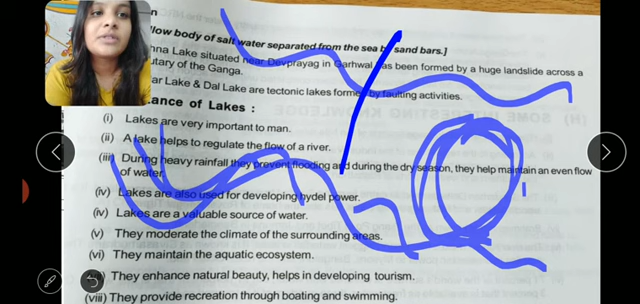 llow body of salt water separated from the sea by sand bars.]
hna Lake situated near Devprayag in Garhwal has been formed by a huge landslide across a
utary of the Ganga.
ar Lake & Dal Lake are tectonic lakes formed by faulting activities.
ance of Lakes :
(i) Lakes are very important to man.
(ii) A lake helps to regulate the flow of a river.
(iii) During heavy rainfall they prevent flooding and during the dry season, they help maintain an even flow
of water.
(iv) Lakes are also used for developing hydel power.
(iv) Lakes are a valuable source of water.
(v) They moderate the climate of the surrounding areas.
(vi) They maintain the aquatic ecosystem.
They enhance natural beauty, helps in developing tourism.
(viii) They provide recreation through boating and swimming.